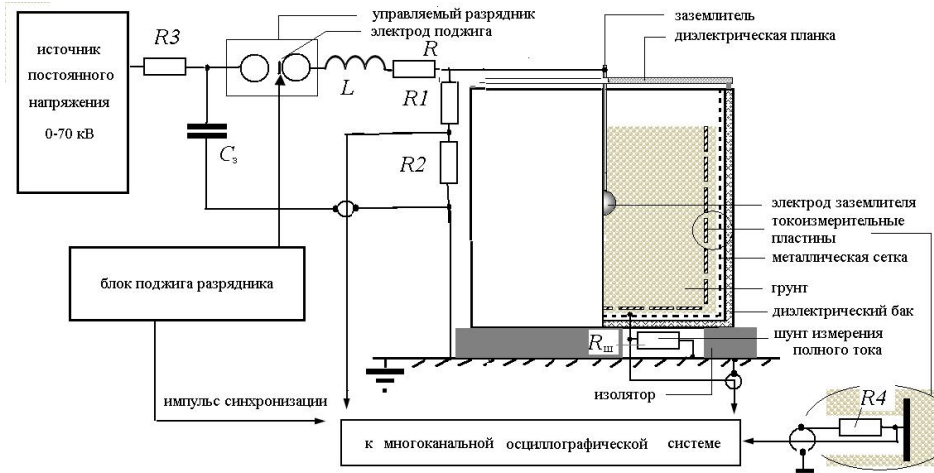 управляемый разрядник
электрод поджига
источник
постоянного
напряжения
0-70 кВ
R3
L
R
R1
R2
Cз
заземлитель
диэлектрическая планка
электрод заземлителя
токоизмерительные
пластины
металлическая сетка
грунт
диэлектрический бак
шунт измерения
полного тока
Rш
изолятор
блок поджига разрядника
импульс синхронизации
R4
к многоканальной осциллографической системе